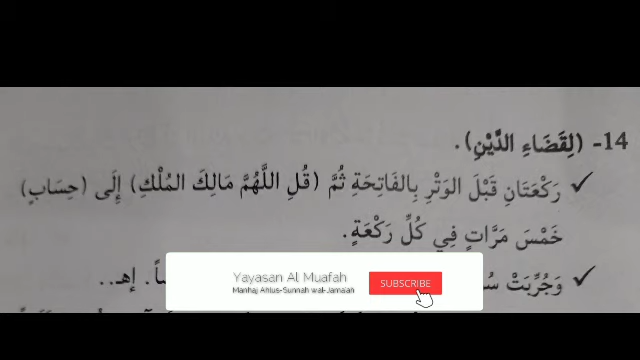 14- (لِقَضَاءِ الدَّيْنِ).
✓ رَكْعَتَانِ قَبْلَ الوَتْرِ بِالفَاتِحَةِ ثُمَّ (قُلِ اللَّهُمَّ مَالِكَ المُلْكِ) إِلَى (حِسَابٍ)
خَمْسَ مَرَّاتٍ فِي كُلِّ رَكْعَةٍ.
✓ وَجُرِّبَتْ إهـ..
Yayasan Al Muafah
Manhaj Ahlus-Sunnah wal-Jama'ah
SUBSCRIBE